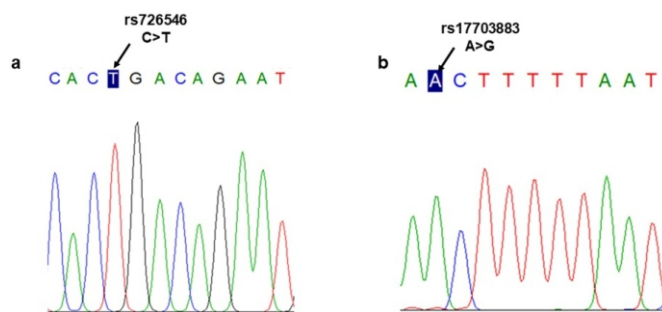 rs726546
C>T
a
CACTGACAGAAT
rs17703883
A>G
b
AACTTTTTAAT